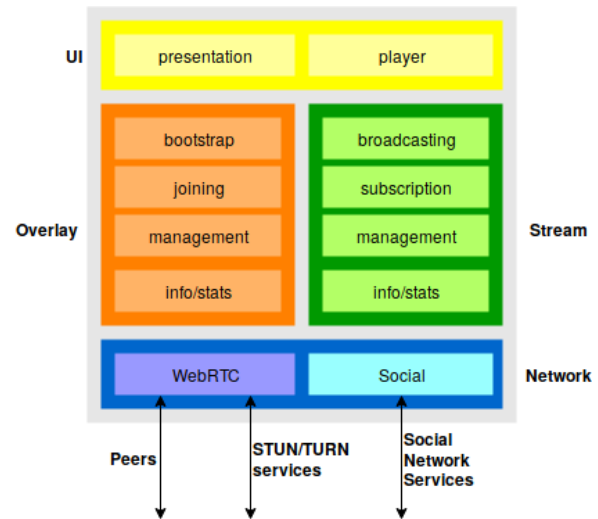 UI
presentation
player
Overlay
bootstrap
joining
management
info/stats
broadcasting
subscription
management
info/stats
Stream
WebRTC
Social
Network
Peers
STUN/TURN
services
Social
Network
Services